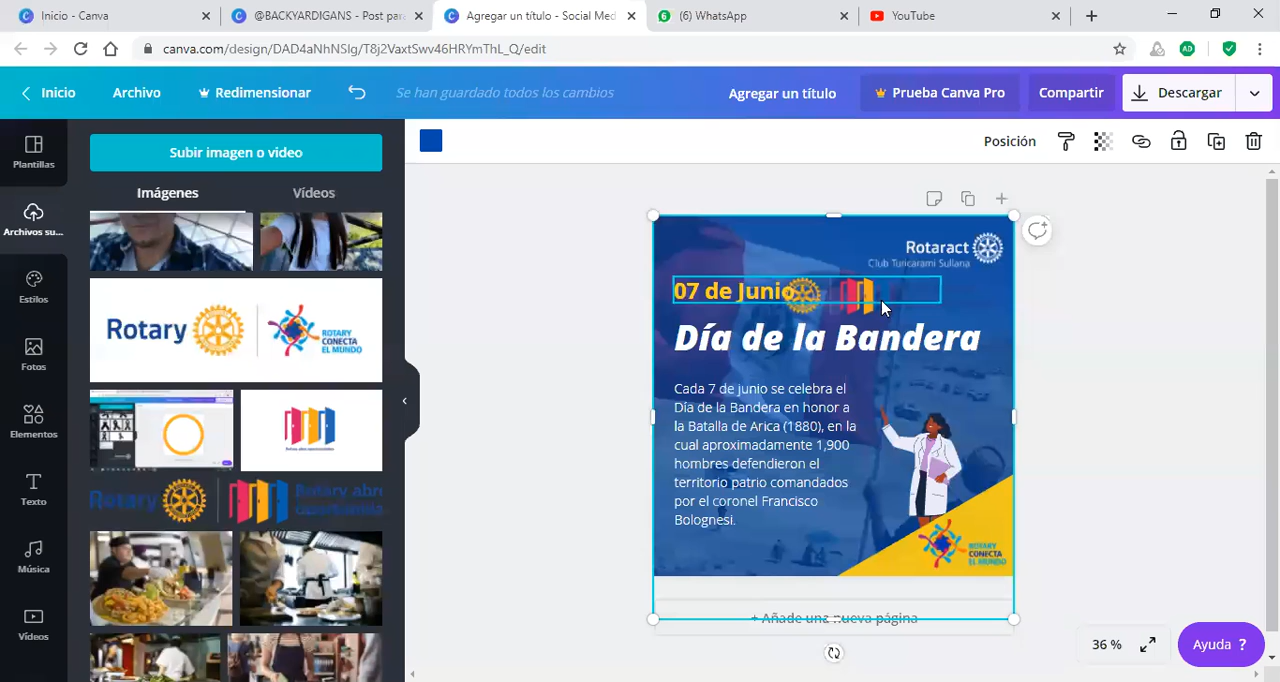 Inicio - Canva
@BACKYARDIGANS - Post para
Agregar un título - Social Med
(6) WhatsApp
YouTube
canva.com/design/DAD4aNhNSIg/T8j2VaxtSwv46HRYmThL_Q/edit
Inicio
Archivo
Redimensionar
Se han guardado todos los cambios
Agregar un título
Prueba Canva Pro
Compartir
Descargar
Plantillas
Archivos su...
Estilos
Fotos
Elementos
Texto
Música
Vídeos
Subir imagen o video
Imágenes
Vídeos
Rotary
ROTARY
CONECTA
EL MUNDO
Rotary
Rotary abre
oportunidades
Posición
Rotaract
Club Turicarami Sullana
07 de Junio
Día de la Bandera
Cada 7 de junio se celebra el
Día de la Bandera en honor a
la Batalla de Arica (1880), en la
cual aproximadamente 1,900
hombres defendieron el
territorio patrio comandados
por el coronel Francisco
Bolognesi.
ROTARY
CONECTA
EL MUNDO
+ Añade una nueva página
36 %
Ayuda ?